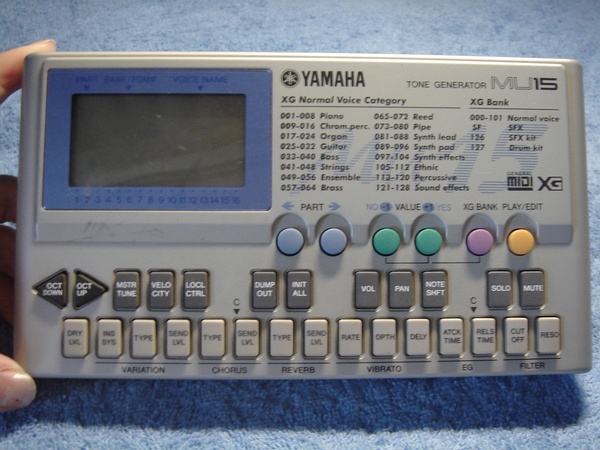 PART BANK/PGM# VOICE NAME
1 2 3 4 5 6 7 8 9 10 11 12 13 14 15 16
YAMAHA
TONE GENERATOR MU15
XG Normal Voice Category
001-008 Piano
009-016 Chrom.perc.
017-024 Organ
025-032 Guitar
033-040 Bass
041-048 Strings
049-056 Ensemble
057-064 Brass
065-072 Reed
073-080 Pipe
081-088 Synth lead
089-096 Synth pad
097-104 Synth effects
105-112 Ethnic
113-120 Percussive
121-128 Sound effects
XG Bank
000-101 Normal voice
SF: SFX
126 SFX kit
127 Drum kit
GENERAL
MIDI XG
PART NO -1 VALUE +1 YES XG BANK PLAY/EDIT
OCT DOWN
OCT UP
MSTR TUNE
VELO CITY
LOCL CTRL
DUMP OUT
INIT ALL
VOL
PAN
NOTE SHFT
SOLO
MUTE
C C
DRY LVL
INS SYS
TYPE
SEND LVL
TYPE
SEND LVL
TYPE
SEND LVL
RATE
DPTH
DELY
ATCK TIME
RELS TIME
CUT OFF
RESO
VARIATION CHORUS REVERB VIBRATO EG FILTER